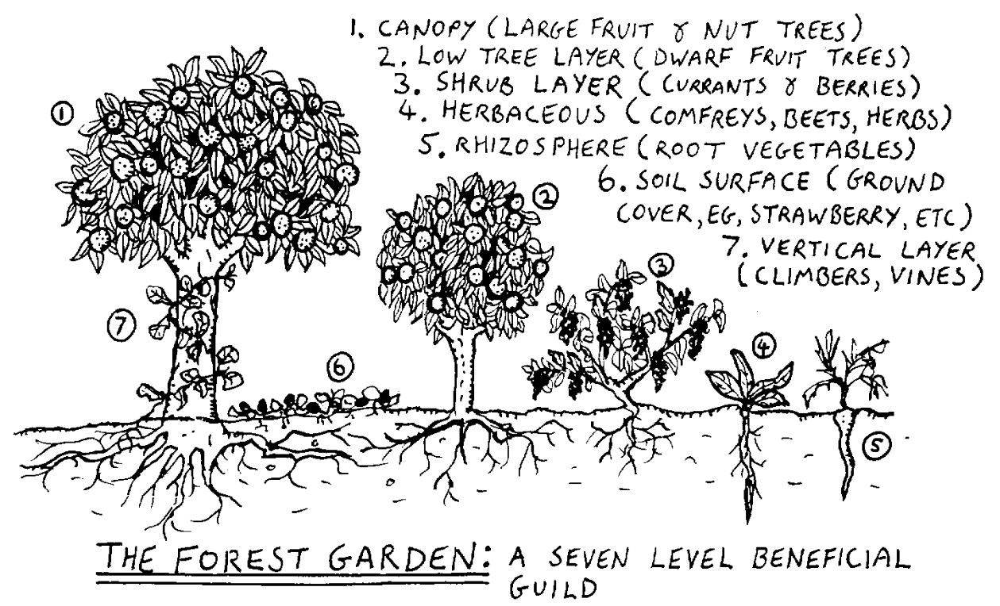 1. CANOPY (LARGE FRUIT & NUT TREES)
2. LOW TREE LAYER (DWARF FRUIT TREES)
3. SHRUB LAYER (CURRANTS & BERRIES)
4. HERBACEOUS (COMFREYS, BEETS, HERBS)
5. RHIZOSPHERE (ROOT VEGETABLES)
6. SOIL SURFACE (GROUND
COVER, EG, STRAWBERRY, ETC)
7. VERTICAL LAYER
(CLIMBERS, VINES)
1
2
3
7
6
4
5
THE FOREST GARDEN: A SEVEN LEVEL BENEFICIAL
GUILD